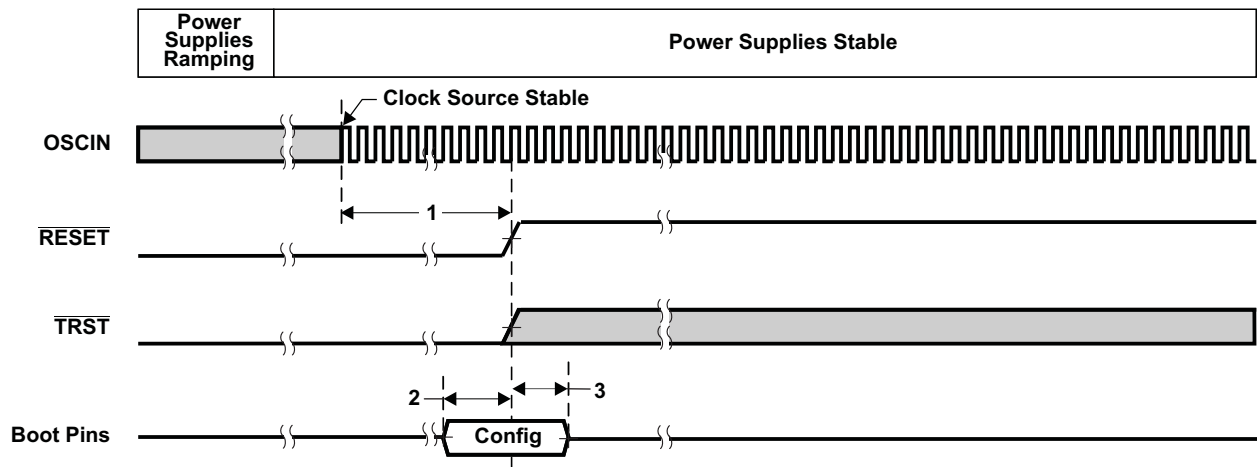 Power
Supplies
Ramping
Power Supplies Stable
Clock Source Stable
OSCIN
1
RESET
TRST
2
3
Boot Pins
Config